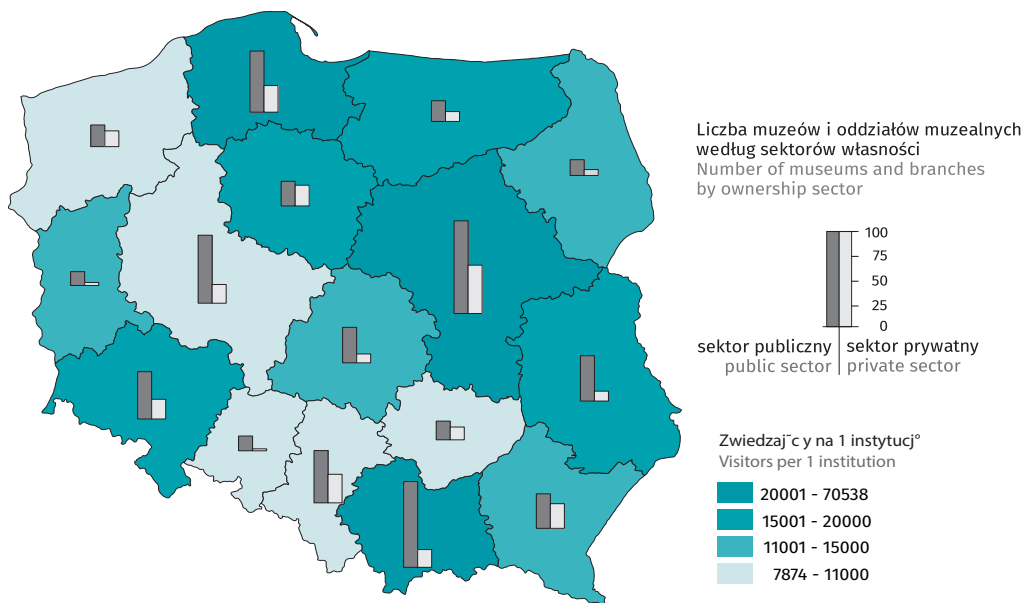 Liczba muzeów i oddziałów muzealnych
według sektorów własności
Number of museums and branches
by ownership sector
100
75
50
25
0
sektor publiczny
public sector
sektor prywatny
private sector
Zwiedzaj¯c y na 1 instytucj°
Visitors per 1 institution
20001 - 70538
15001 - 20000
11001 - 15000
7874 - 11000